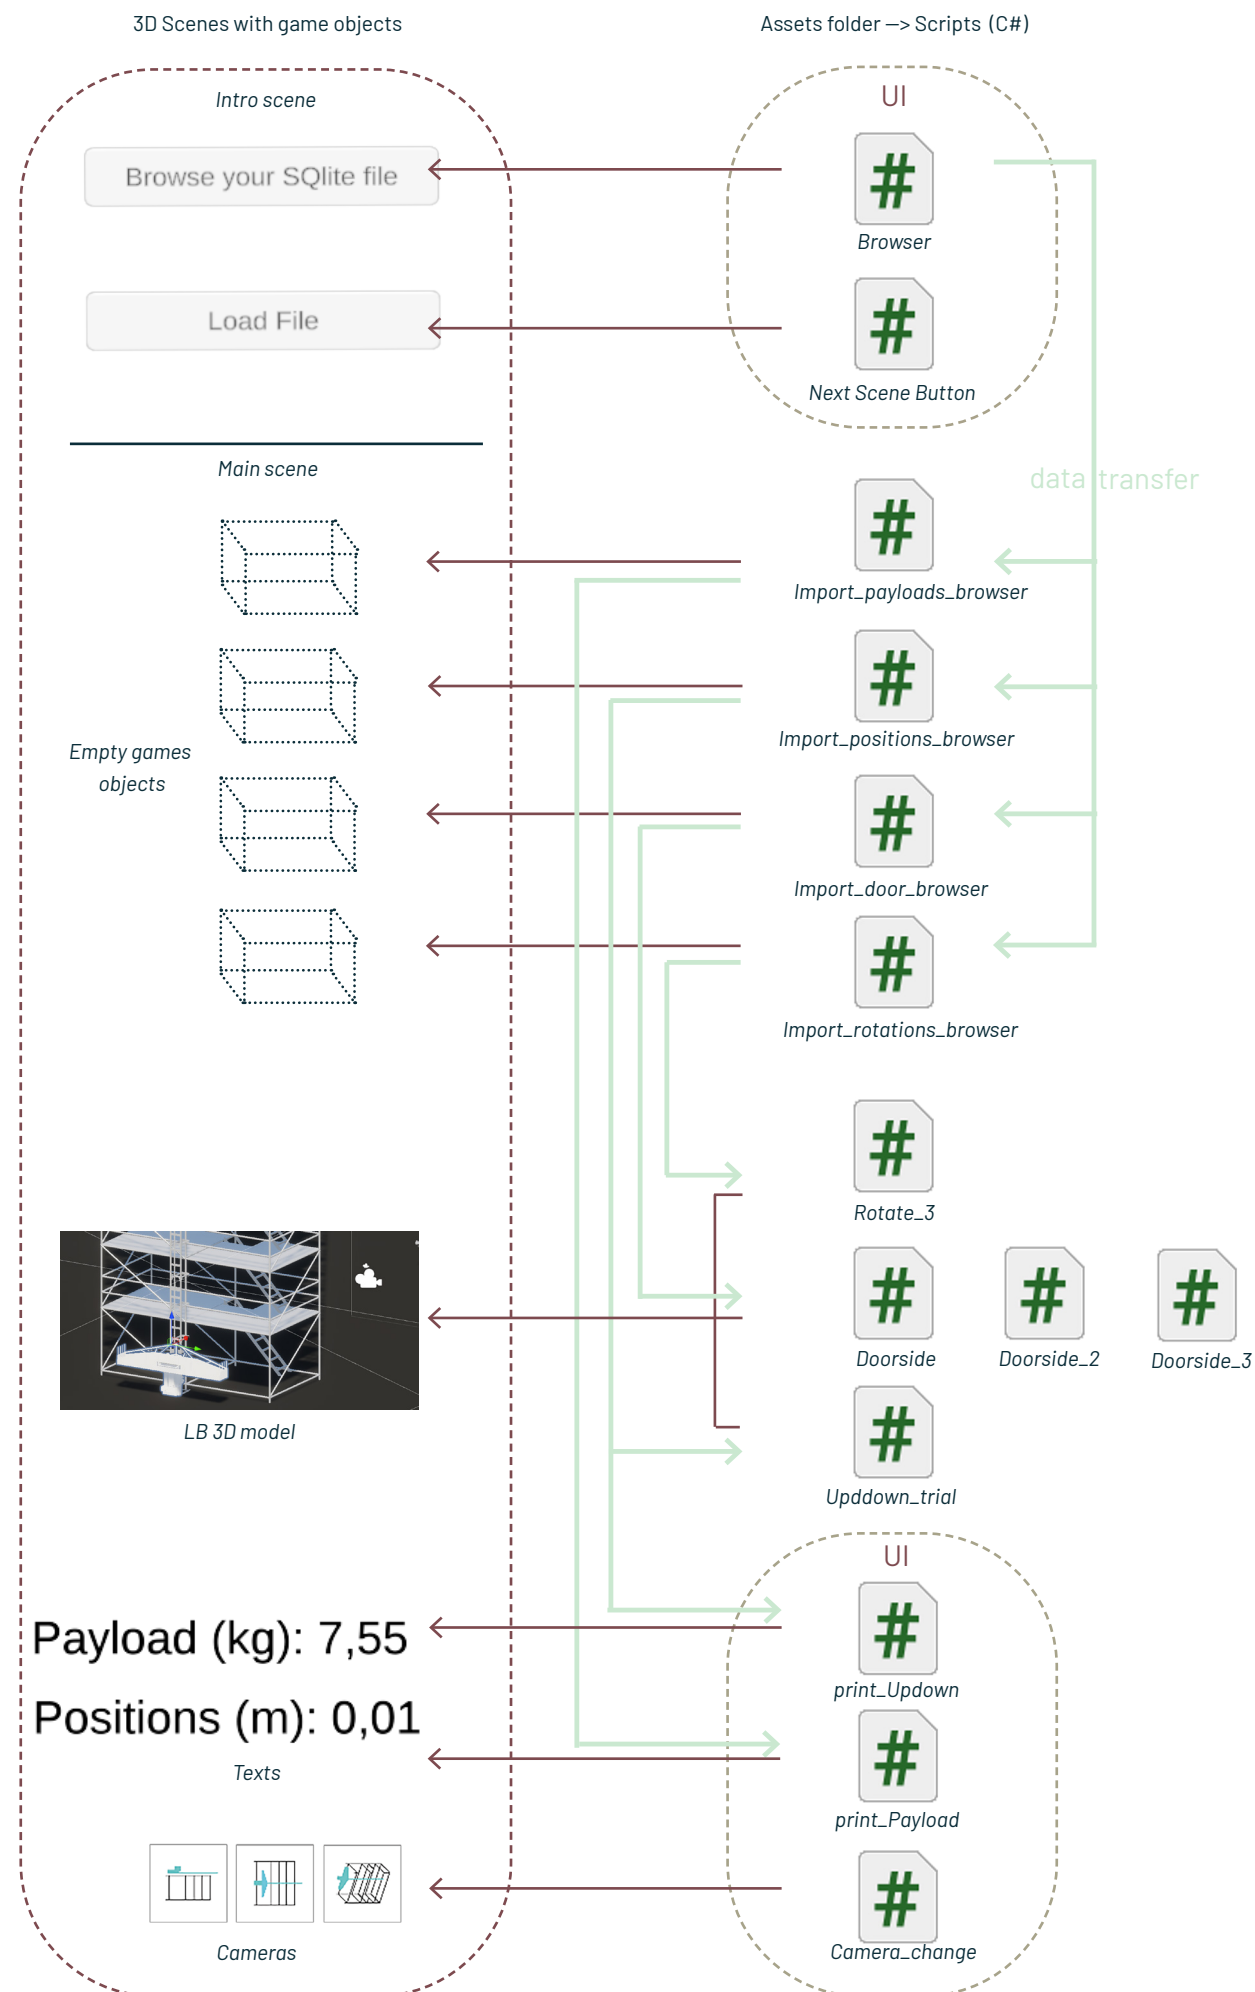 3D Scenes with game objects
Assets folder —> Scripts (C#)
Intro scene
UI
Browse your SQlite file
Browser
Load File
Next Scene Button
Main scene
data transfer
Import_payloads_browser
Import_positions_browser
Empty games
objects
Import_door_browser
Import_rotations_browser
Rotate_3
Doorside
Doorside_2
Doorside_3
LB 3D model
Upddown_trial
UI
Payload (kg): 7,55
print_Updown
Positions (m): 0,01
Texts
print_Payload
Cameras
Camera_change